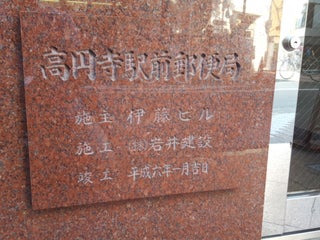 高円寺駅前郵便局
施主 伊藤ビル
施工 ㈱岩井建設
竣工 平成六年一月吉日